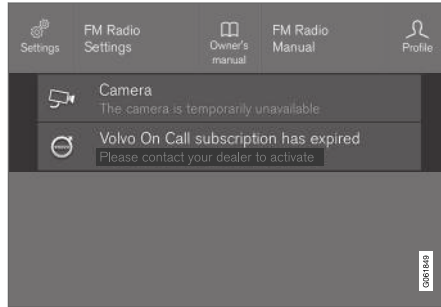 Settings
FM Radio
Settings
Owner's
manual
FM Radio
Manual
Profile
Camera
The camera is temporarily unavailable
Volvo On Call subscription has expired
Please contact your dealer to activate
G061849